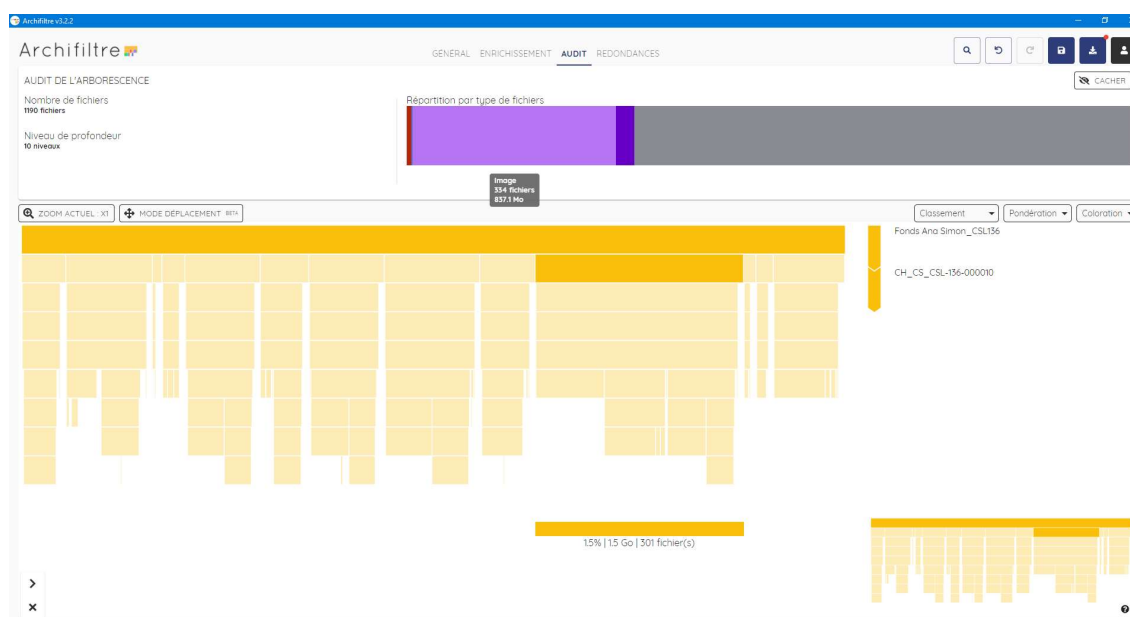 Archifiltre v3.2.2
Archifiltre
GÉNÉRAL ENRICHISSEMENT AUDIT REDONDANCES
AUDIT DE L'ARBORESCENCE
CACHER
Nombre de fichiers
1190 fichiers
Niveau de profondeur
10 niveaux
Répartition par type de fichiers
Image
334 fichiers
837.1 Mo
ZOOM ACTUEL : X1
MODE DÉPLACEMENT BETA
Classement
Pondération
Coloration
Fonds Ana Simon_CSL136
CH_CS_CSL-136-000010
1.5% | 1.5 Go | 301 fichier(s)